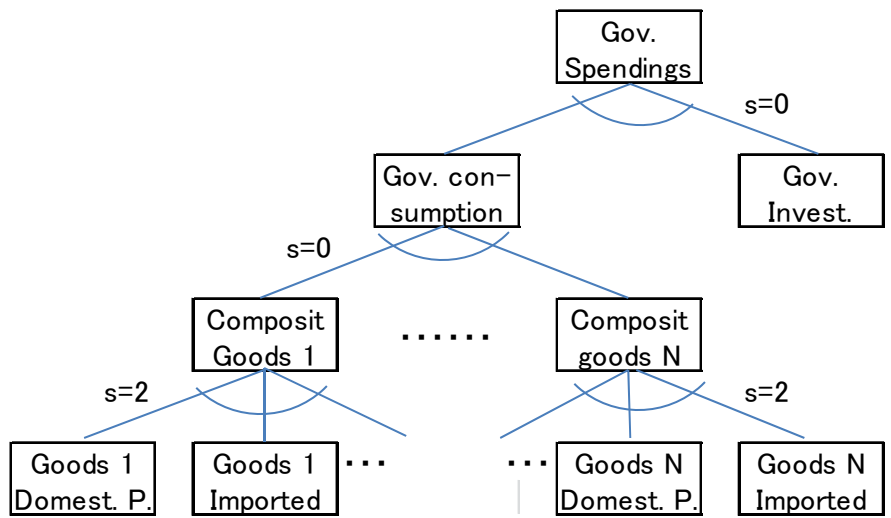 Gov.
Spendings
s=0
Gov. con-
sumption
Gov.
Invest.
s=0
Composit
Goods 1
······
Composit
goods N
s=2
s=2
Goods 1
Domest. P.
Goods 1
Imported
···
···
Goods N
Domest. P.
Goods N
Imported